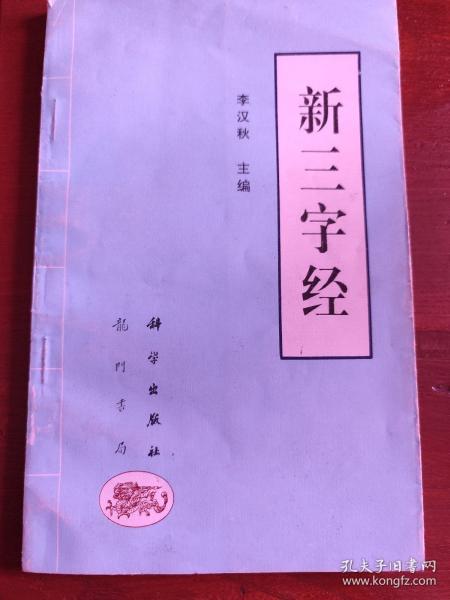 新三字经
李汉秋 主编
科学出版社
龍門書局
孔夫子旧书网
www.kongfz.com